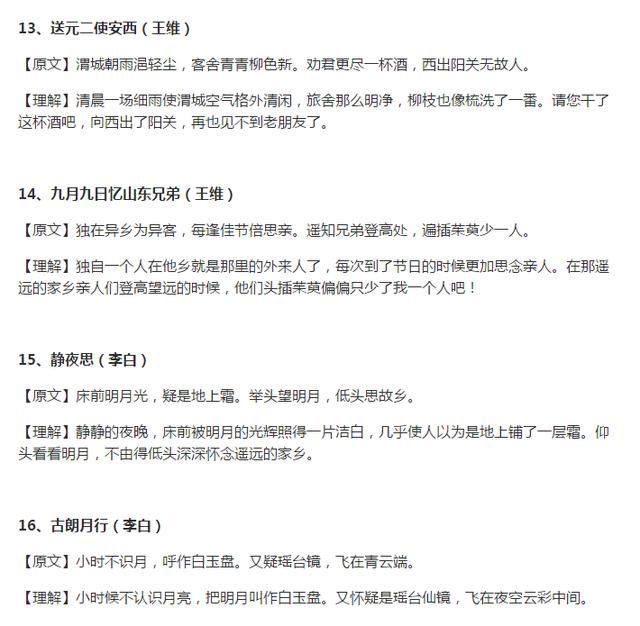 13、送元二使安西（王维）
【原文】渭城朝雨浥轻尘，客舍青青柳色新。劝君更尽一杯酒，西出阳关无故人。
【理解】清晨一场细雨使渭城空气格外清闲，旅舍那么明净，柳枝也像梳洗了一番。请您干了
这杯酒吧，向西出了阳关，再也见不到老朋友了。
14、九月九日忆山东兄弟（王维）
【原文】独在异乡为异客，每逢佳节倍思亲。遥知兄弟登高处，遍插茱萸少一人。
【理解】独自一个人在他乡就是那里的外来人了，每次到了节日的时候更加思念亲人。在那遥
远的家乡亲人们登高望远的时候，他们头插茱萸偏偏只少了我一个人吧！
15、静夜思（李白）
【原文】床前明月光，疑是地上霜。举头望明月，低头思故乡。
【理解】静静的夜晚，床前被明月的光辉照得一片洁白，几乎使人以为是地上铺了一层霜。仰
头看看明月，不由得低头深深怀念遥远的家乡。
16、古朗月行（李白）
【原文】小时不识月，呼作白玉盘。又疑瑶台镜，飞在青云端。
【理解】小时候不认识月亮，把明月叫作白玉盘。又怀疑是瑶台仙镜，飞在夜空云彩中间。